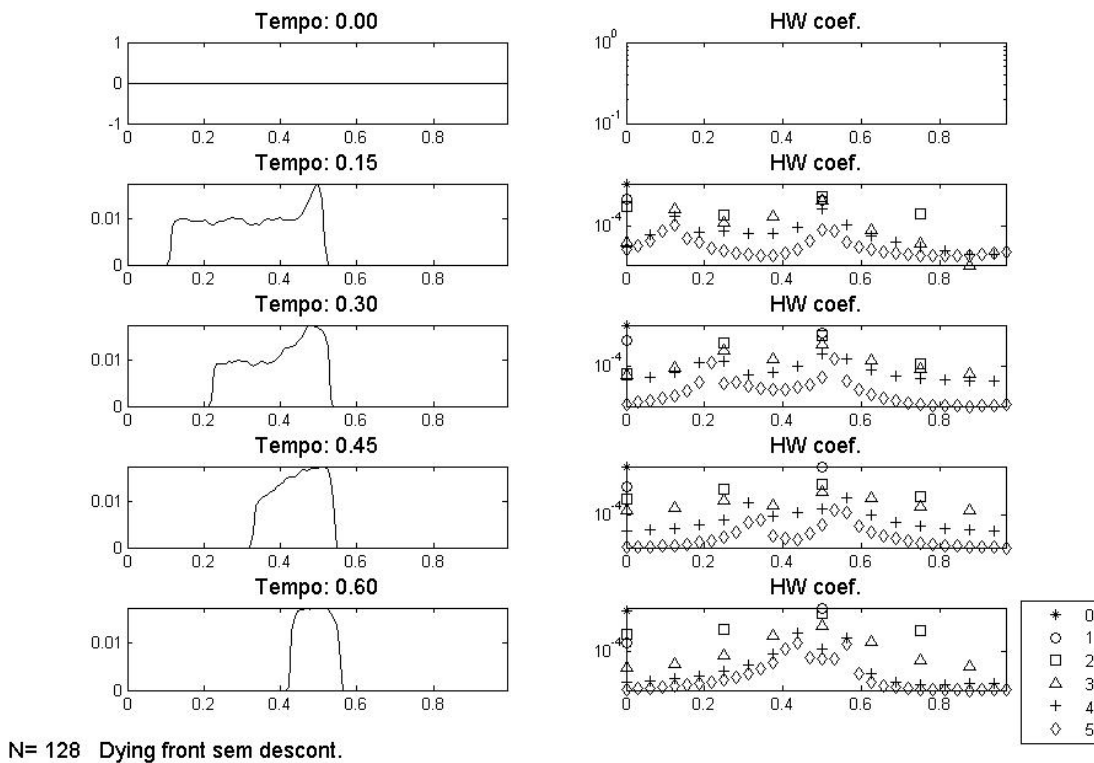 Tempo: 0.00
HW coef.
1
0
-1
0 0.2 0.4 0.6 0.8
10^0
10^-1
0 0.2 0.4 0.6 0.8
Tempo: 0.15
HW coef.
0.01
0
0 0.2 0.4 0.6 0.8
10^-4
0 0.2 0.4 0.6 0.8
Tempo: 0.30
HW coef.
0.01
0
0 0.2 0.4 0.6 0.8
10^-4
0 0.2 0.4 0.6 0.8
Tempo: 0.45
HW coef.
0.01
0
0 0.2 0.4 0.6 0.8
10^-4
0 0.2 0.4 0.6 0.8
Tempo: 0.60
HW coef.
0.01
0
0 0.2 0.4 0.6 0.8
10^-4
0 0.2 0.4 0.6 0.8
0
1
2
3
4
5
N= 128 Dying front sem descont.